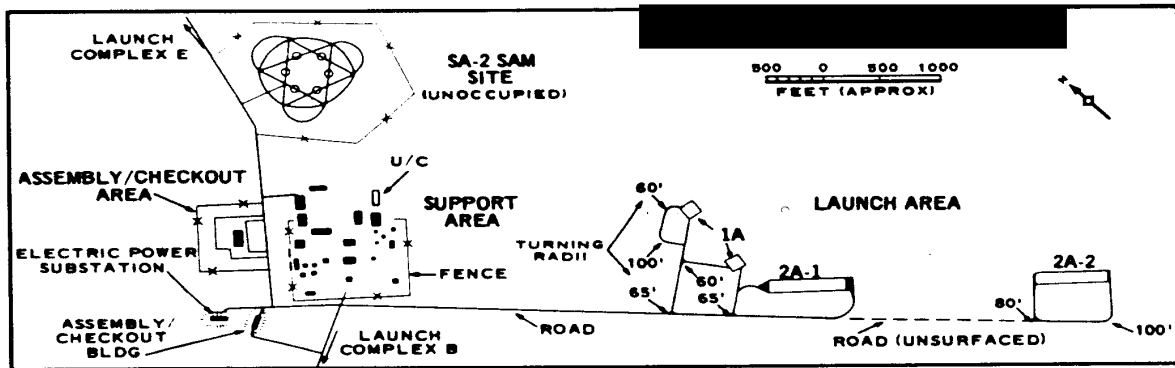 LAUNCH
COMPLEX E
SA-2 SAM
SITE
(UNOCCUPIED)
500 0 500 1000
FEET (APPROX)
N
U/C
ASSEMBLY/CHECKOUT
AREA
SUPPORT
AREA
60'
LAUNCH AREA
1A
TURNING
RADII
100'
ELECTRIC POWER
SUBSTATION
FENCE
60'
2A-1
2A-2
65'
65'
80'
ROAD
ASSEMBLY/
CHECKOUT
BLDG
LAUNCH
COMPLEX B
ROAD (UNSURFACED)
100'